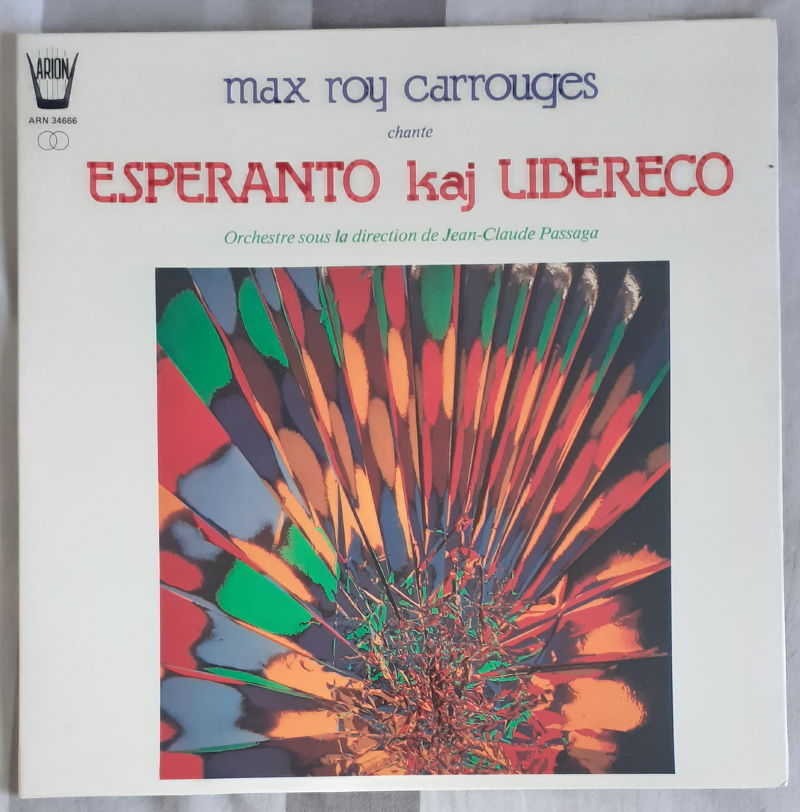 ARION
ARN 34666
max roy carrouges
chante
ESPERANTO kaj LIBERECO
Orchestre sous la direction de Jean-Claude Passaga